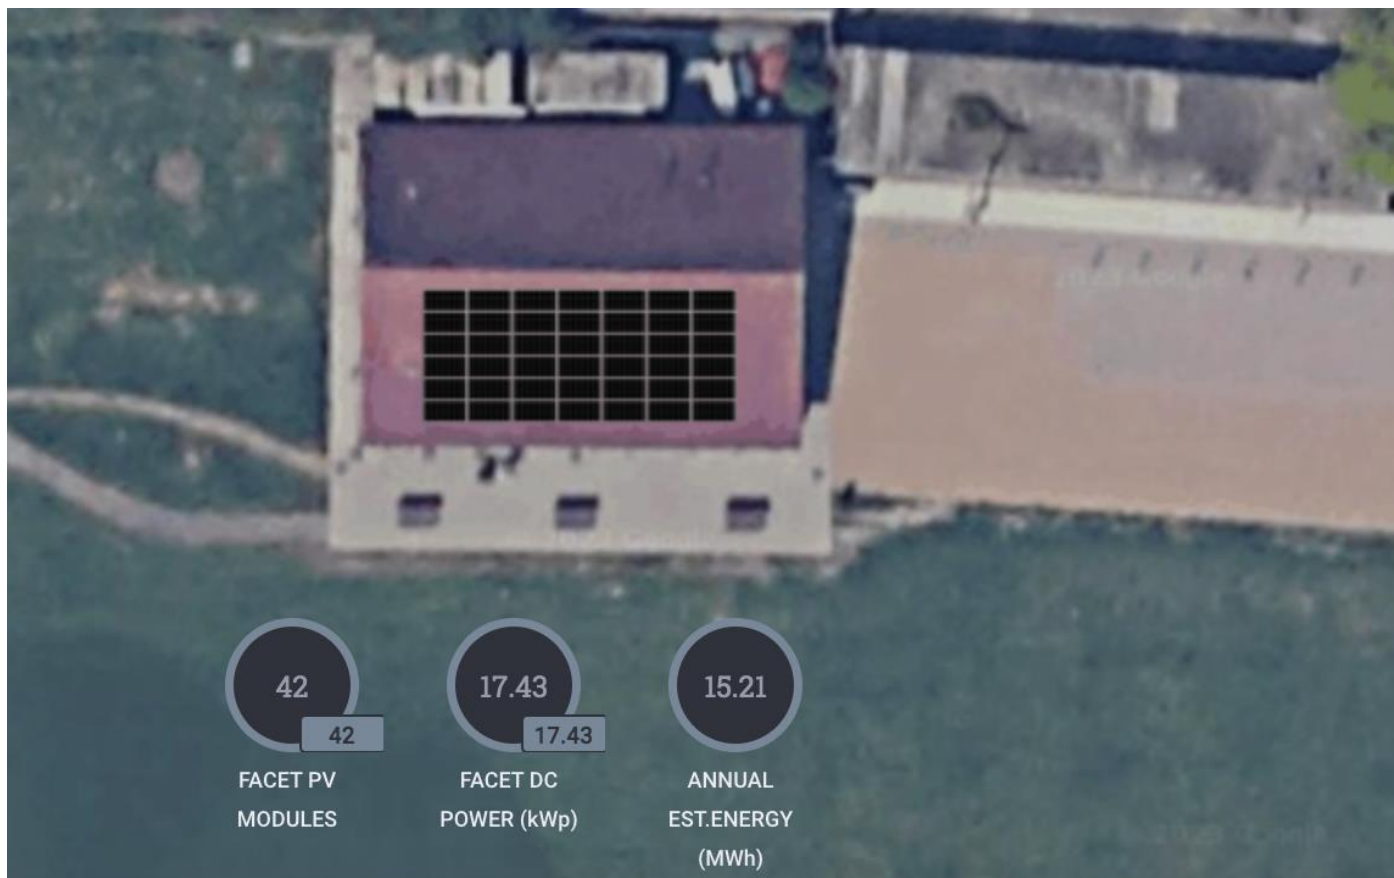 42
42
FACET PV
MODULES
17.43
17.43
FACET DC
POWER (kWp)
15.21
ANNUAL
EST.ENERGY
(MWh)